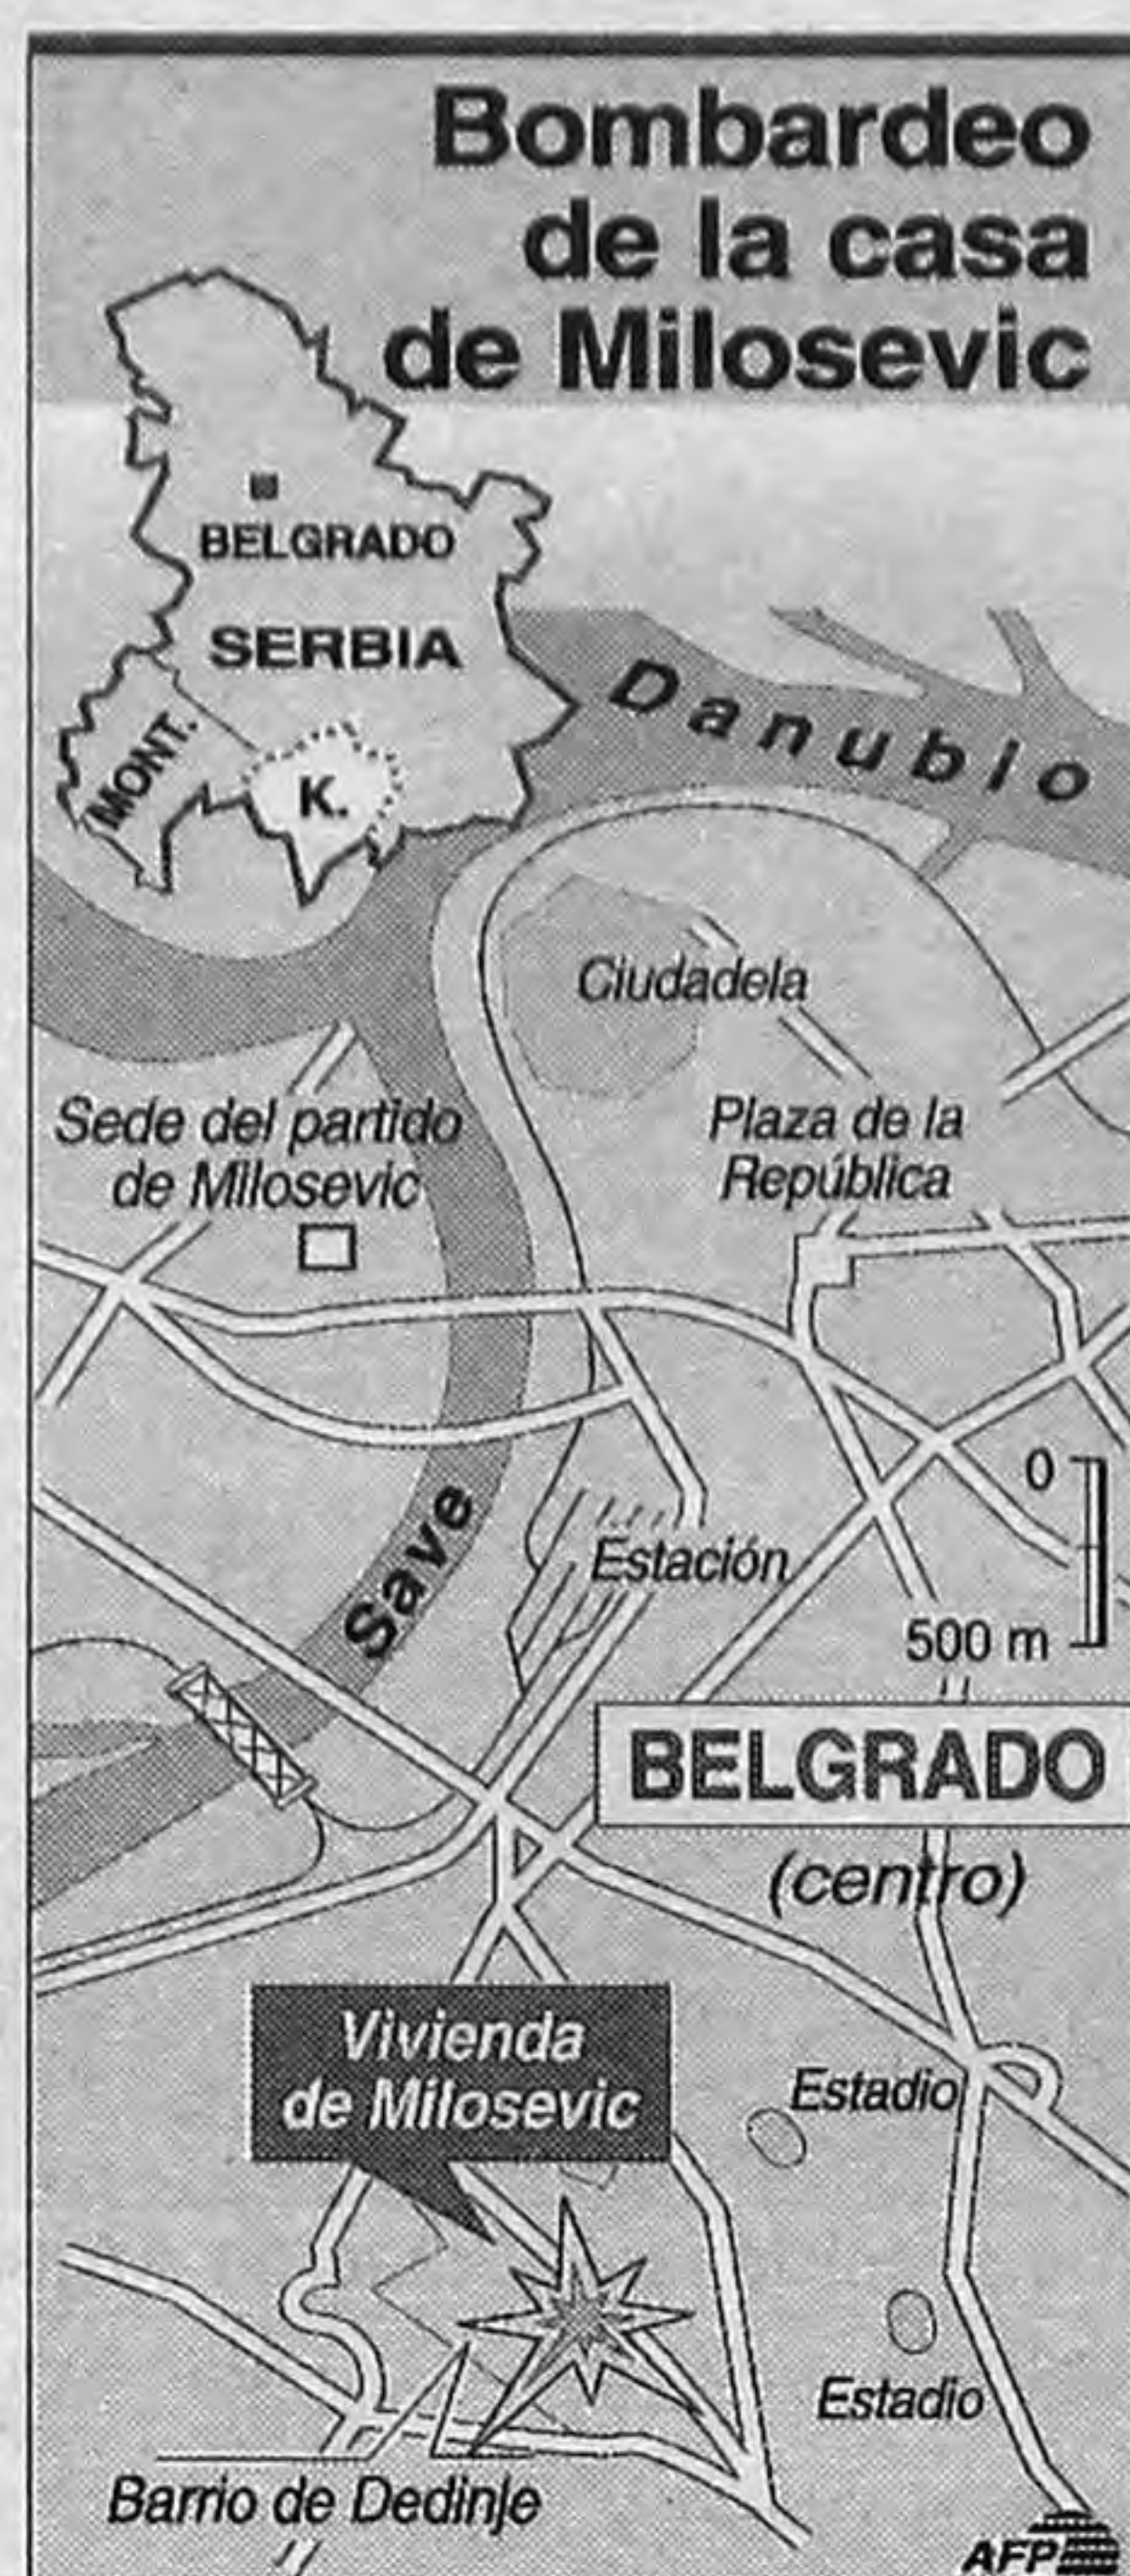 Bombardeo
de la casa
de Milosevic
BELGRADO
SERBIA
MONT.
K.
Danubio
Ciudadela
Sede del partido
de Milosevic
Plaza de la
República
Save
Estación
0
500 m
BELGRADO
(centro)
Vivienda
de Milosevic
Estadio
Estadio
Barrio de Dedinje
AFP